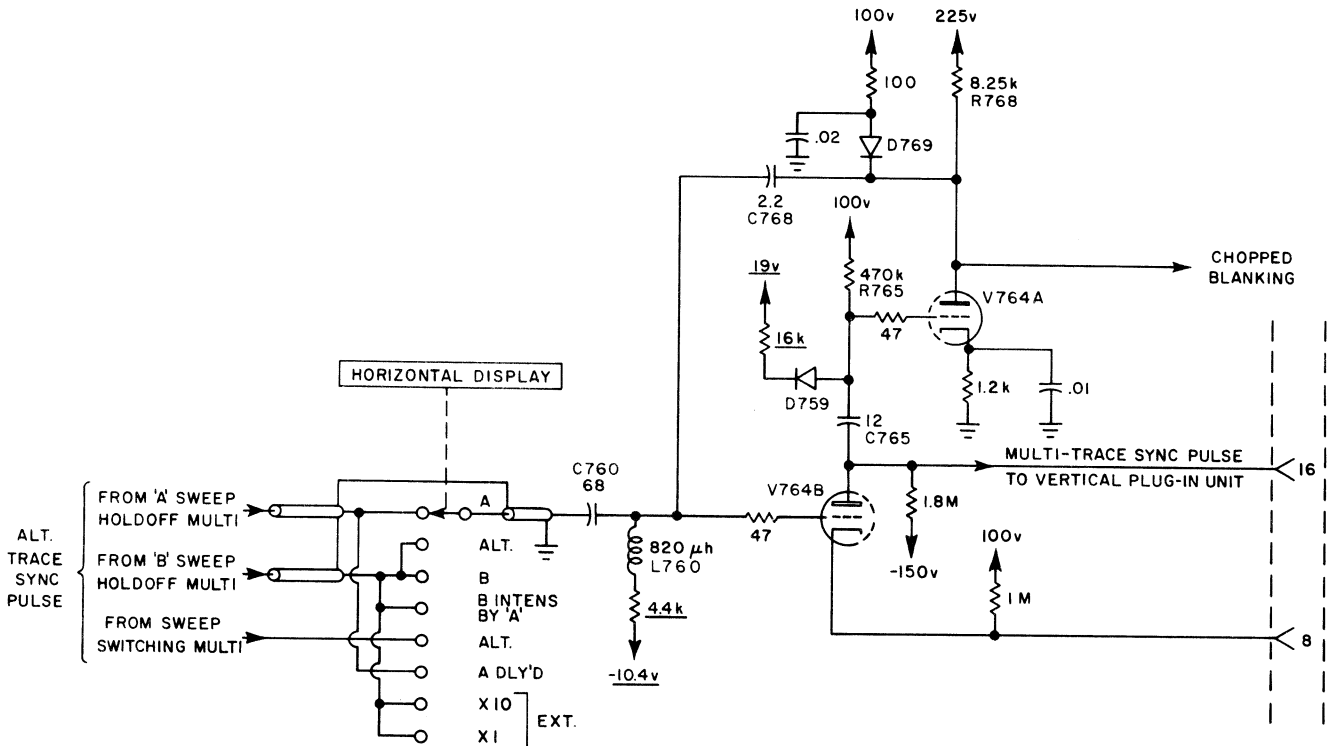 100v
225v
100
8.25k
R768
.02
D769
2.2
C768
100v
19v
470k
R765
CHOPPED
BLANKING
V764A
47
16k
HORIZONTAL DISPLAY
D759
1.2k
.01
12
C765
MULTI-TRACE SYNC PULSE
TO VERTICAL PLUG-IN UNIT
16
C760
68
V764B
ALT.
TRACE
SYNC
PULSE
FROM 'A' SWEEP
HOLDOFF MULTI
A
47
1.8M
-150v
100v
1M
8
FROM 'B' SWEEP
HOLDOFF MULTI
ALT.
820 µh
L760
B
B INTENS
BY 'A'
4.4k
FROM SWEEP
SWITCHING MULTI
ALT.
A DLY'D
-10.4v
X10
EXT.
X1